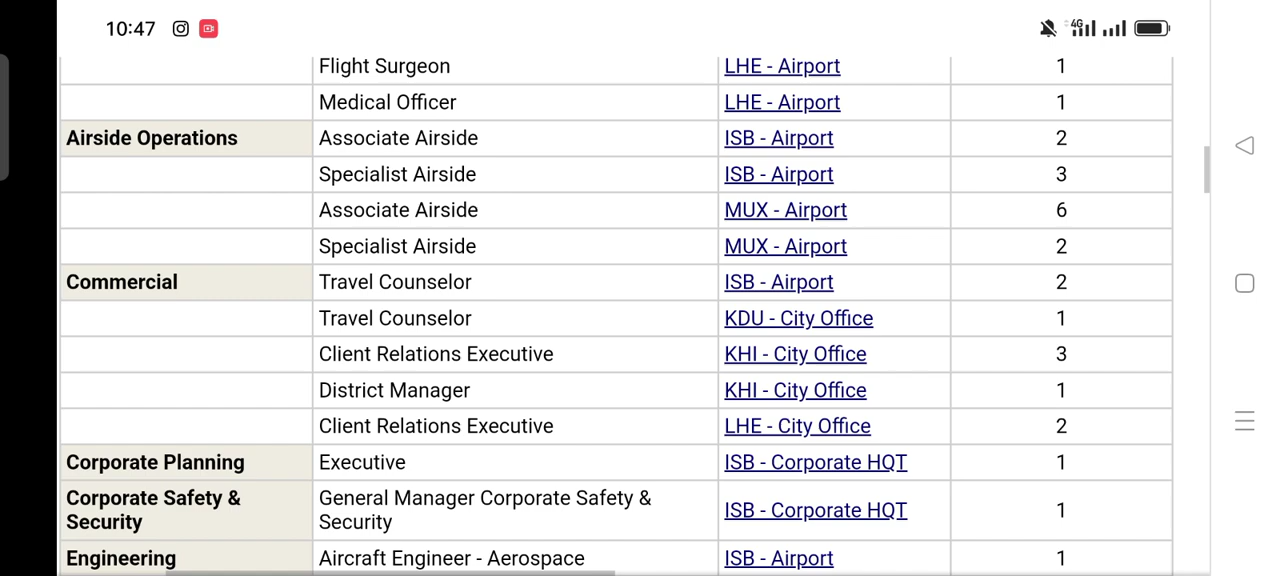 10:47 4G
Flight Surgeon LHE - Airport 1
Medical Officer LHE - Airport 1
Airside Operations Associate Airside ISB - Airport 2
Specialist Airside ISB - Airport 3
Associate Airside MUX - Airport 6
Specialist Airside MUX - Airport 2
Commercial Travel Counselor ISB - Airport 2
Travel Counselor KDU - City Office 1
Client Relations Executive KHI - City Office 3
District Manager KHI - City Office 1
Client Relations Executive LHE - City Office 2
Corporate Planning Executive ISB - Corporate HQT 1
Corporate Safety &
Security
General Manager Corporate Safety &
Security
ISB - Corporate HQT 1
Engineering Aircraft Engineer - Aerospace ISB - Airport 1